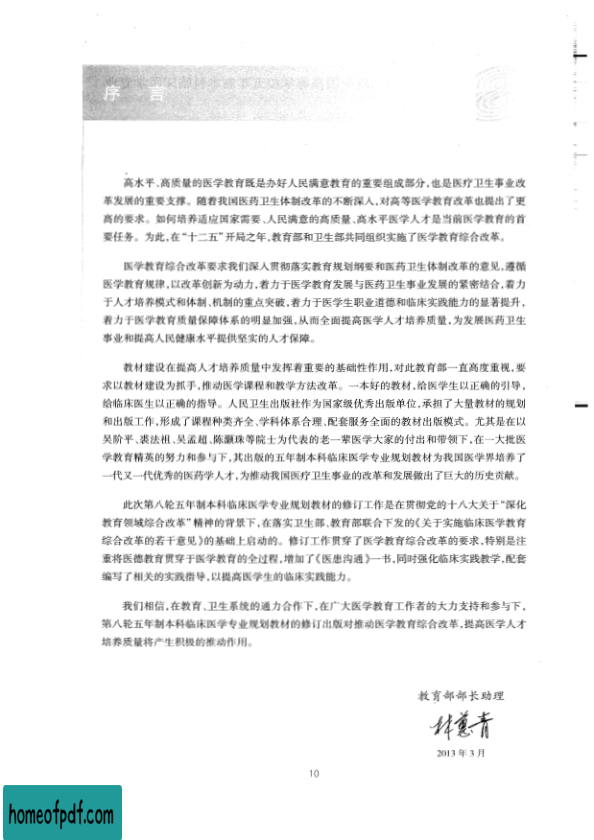 序言
高水平、高质量的医学教育既是办好人民满意教育的重要组成部分,也是医疗卫生事业改
革发展的重要支撑。随着我国医药卫生体制改革的不断深入,对高等医学教育改革也提出了更
高的要求。如何培养适应国家需要、人民满意的高质量、高水平医学人才是当前医学教育的首
要任务。为此,在“十二五”开局之年,教育部和卫生部共同组织实施了医学教育综合改革。
医学教育综合改革要求我们深入贯彻落实教育规划纲要和医药卫生体制改革的意见,遵循
医学教育规律,以改革创新为动力,着力于医学教育发展与医药卫生事业发展的紧密结合,着力
于人才培养模式和体制、机制的重点突破,着力于医学生职业道德和临床实践能力的显著提升,
着力于医学教育质量保障体系的明显加强,从而全面提高医学人才培养质量,为发展医药卫生
事业和提高人民健康水平提供坚实的人才保障。
教材建设在提高人才培养质量中发挥着重要的基础性作用,对此教育部一直高度重视,要
求以教材建设为抓手,推动医学课程和教学方法改革。一本好的教材,给医学生以正确的引导,
给临床医生以正确的指导。人民卫生出版社作为国家级优秀出版单位,承担了大量教材的规划
和出版工作,形成了课程种类齐全、学科体系合理、配套服务全面的教材出版模式。尤其是在以
吴阶平、裘法祖、吴孟超、陈灏珠等院士为代表的老一辈医学大家的付出和带领下,在一大批医
学教育精英的努力和参与下,其出版的五年制本科临床医学专业规划教材为我国医学界培养了
一代又一代优秀的医药学人才,为推动我国医疗卫生事业的改革和发展做出了巨大的历史贡献。
此次第八轮五年制本科临床医学专业规划教材的修订工作是在贯彻党的十八大关于“深化
教育领域综合改革”精神的背景下,在落实卫生部、教育部联合下发的《关于实施临床医学教育
综合改革的若干意见》的基础上启动的。修订工作贯穿了医学教育综合改革的要求,特别是注
重将医德教育贯穿于医学教育的全过程,增加了《医患沟通》一书,同时强化临床实践教学,配套
编写了相关的实践指导,以提高医学生的临床实践能力。
我们相信,在教育、卫生系统的通力合作下,在广大医学教育工作者的大力支持和参与下,
第八轮五年制本科临床医学专业规划教材的修订出版对推动医学教育综合改革,提高医学人才
培养质量将产生积极的推动作用。
教育部部长助理
林蕙青
2013年3月
10
homeofpdf.com